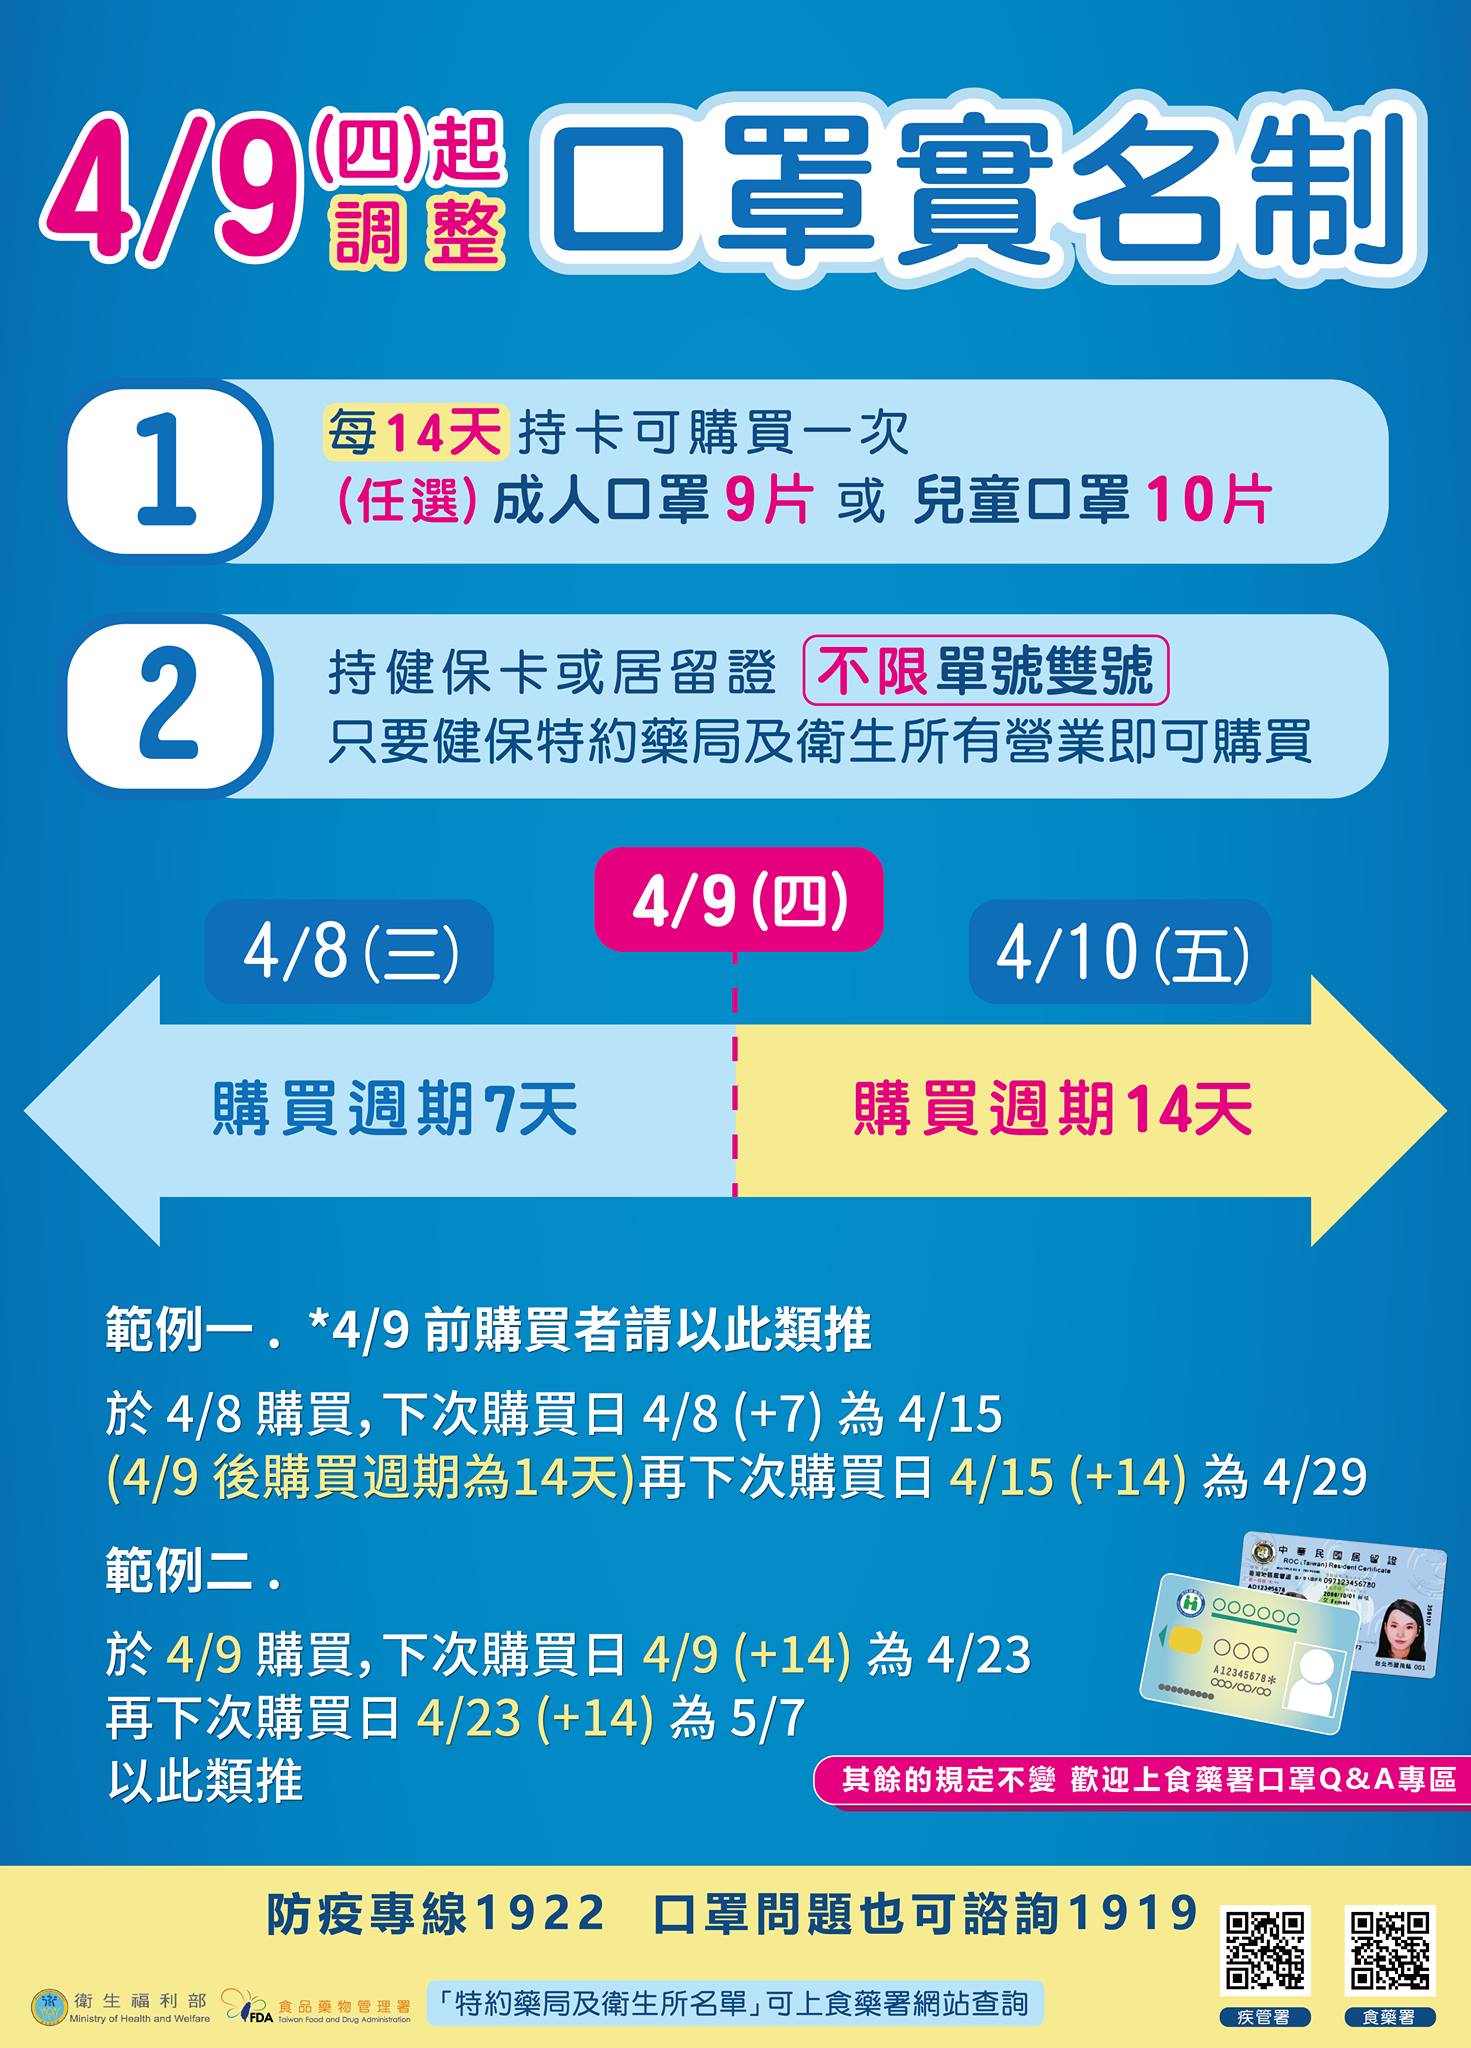 4/9(四)起
調整
口罩實名制
1
每14天持卡可購買一次
(任選)成人口罩9片 或 兒童口罩10片
2
持健保卡或居留證 不限單號雙號
只要健保特約藥局及衛生所有營業即可購買
4/8(三)
4/9(四)
4/10(五)
購買週期7天
購買週期14天
範例一. *4/9 前購買者請以此類推
於 4/8 購買,下次購買日 4/8 (+7) 為 4/15
(4/9 後購買週期為14天)再下次購買日 4/15 (+14) 為 4/29
範例二.
於 4/9 購買,下次購買日 4/9 (+14) 為 4/23
再下次購買日 4/23 (+14) 為 5/7
以此類推
中華民國居留證
ROC (Taiwan) Resident Certificate
A12345678*
其餘的規定不變 歡迎上食藥署口罩Q&A專區
防疫專線1922 口罩問題也可諮詢1919
衛生福利部
Ministry of Health and Welfare
FDA
食品藥物管理署
Taiwan Food and Drug Administration
「特約藥局及衛生所名單」可上食藥署網站查詢
疾管署
食藥署